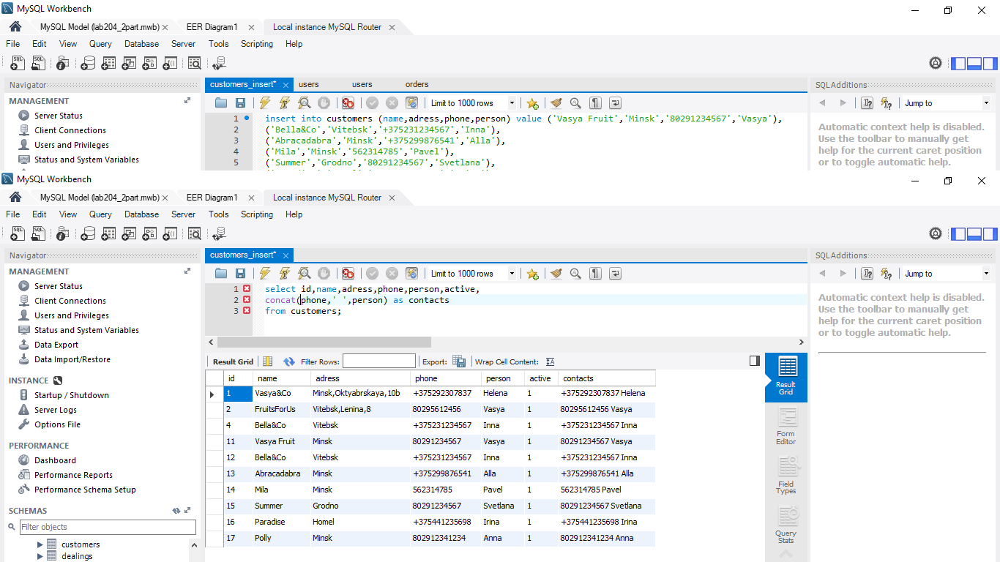 MySQL Workbench
MySQL Model (lab204_2part.mwb) EER Diagram1 Local instance MySQL Router
File Edit View Query Database Server Tools Scripting Help
Navigator
customers_insert* users users orders
SQLAdditions
MANAGEMENT
Server Status
Client Connections
Users and Privileges
Status and System Variables
Limit to 1000 rows
Jump to
1 insert into customers (name,adress,phone,person) value ('Vasya Fruit','Minsk','80291234567','Vasya'),
2 ('Bella&Co','Vitebsk','+375231234567','Inna'),
3 ('Abracadabra','Minsk','+375299876541','Alla'),
4 ('Mila','Minsk','562314785','Pavel'),
5 ('Summer','Grodno','80291234567','Svetlana'),
Automatic context help is disabled.
Use the toolbar to manually get
help for the current caret position
or to toggle automatic help.
MySQL Workbench
MySQL Model (lab204_2part.mwb) EER Diagram1 Local instance MySQL Router
File Edit View Query Database Server Tools Scripting Help
Navigator
customers_insert*
SQLAdditions
MANAGEMENT
Server Status
Client Connections
Users and Privileges
Status and System Variables
Data Export
Data Import/Restore
INSTANCE
Startup / Shutdown
Server Logs
Options File
PERFORMANCE
Dashboard
Performance Reports
Performance Schema Setup
SCHEMAS
Filter objects
customers
dealings
Limit to 1000 rows
Jump to
1 select id,name,adress,phone,person,active,
2 concat(phone,' ',person) as contacts
3 from customers;
Automatic context help is disabled.
Use the toolbar to manually get
help for the current caret position
or to toggle automatic help.
Result Grid Filter Rows: Export: Wrap Cell Content:
id name adress phone person active contacts
1 Vasya&Co Minsk,Oktyabrskaya,10b +375292307837 Helena 1 +375292307837 Helena
2 FruitsForUs Vitebsk,Lenina,8 80295612456 Vasya 1 80295612456 Vasya
4 Bella&Co Vitebsk +375231234567 Inna 1 +375231234567 Inna
11 Vasya Fruit Minsk 80291234567 Vasya 1 80291234567 Vasya
12 Bella&Co Vitebsk +375231234567 Inna 1 +375231234567 Inna
13 Abracadabra Minsk +375299876541 Alla 1 +375299876541 Alla
14 Mila Minsk 562314785 Pavel 1 562314785 Pavel
15 Summer Grodno 80291234567 Svetlana 1 80291234567 Svetlana
16 Paradise Homel +375441235698 Irina 1 +375441235698 Irina
17 Polly Minsk 802912341234 Anna 1 802912341234 Anna
Result
Grid
Form
Editor
Field
Types
Query
Stats